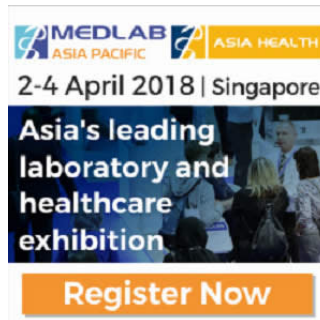 MEDLAB ASIA HEALTH
ASIA PACIFIC
2-4 April 2018 | Singapore
Asia's leading
laboratory and
healthcare
exhibition
Register Now